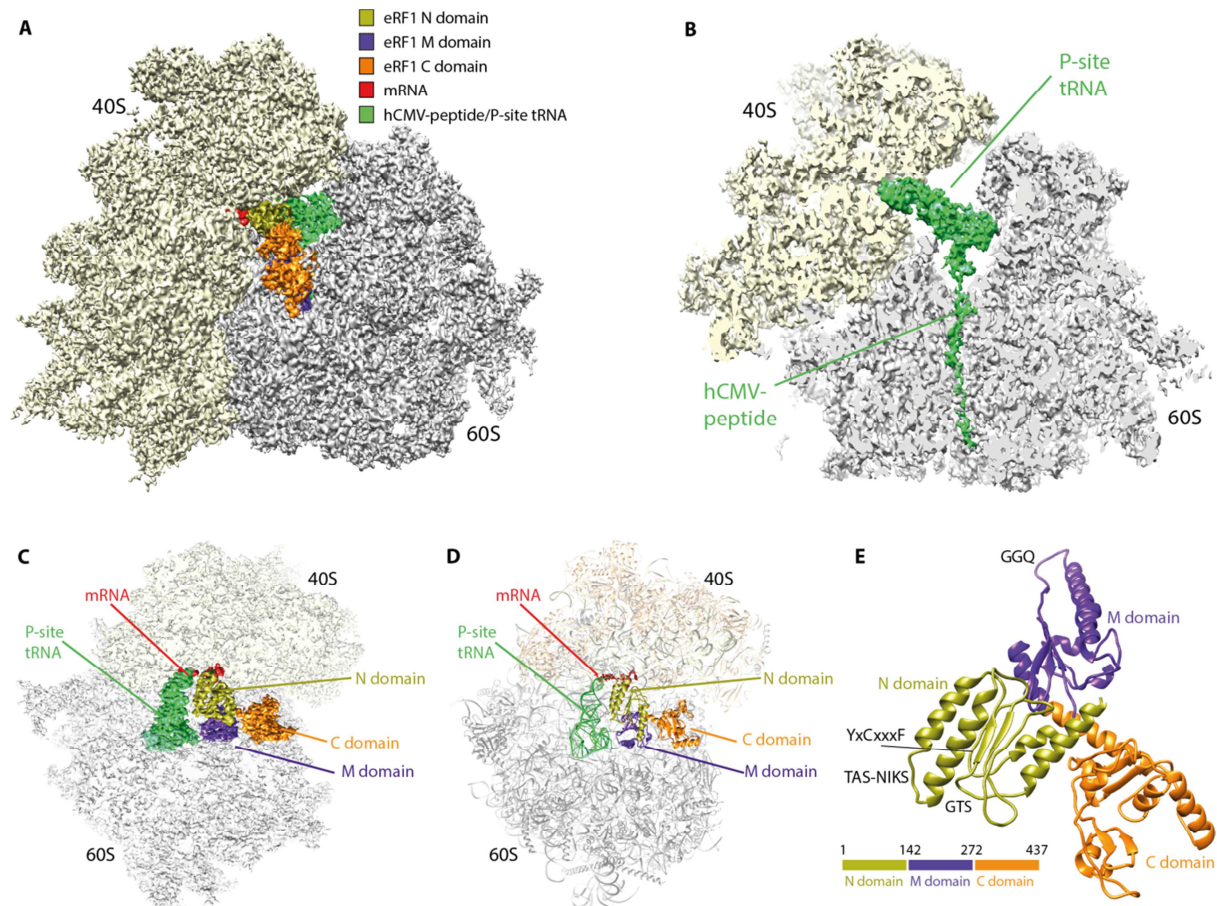 A
eRF1 N domain
eRF1 M domain
eRF1 C domain
mRNA
hCMV-peptide/P-site tRNA
40S
60S
B
P-site
tRNA
40S
hCMV-
peptide
60S
C
40S
mRNA
P-site
tRNA
N domain
C domain
M domain
60S
D
40S
mRNA
P-site
tRNA
N domain
C domain
M domain
60S
E
GGQ
M domain
N domain
YxCxxxF
TAS-NIKS
GTS
1 142 272 437
N domain M domain C domain
C domain